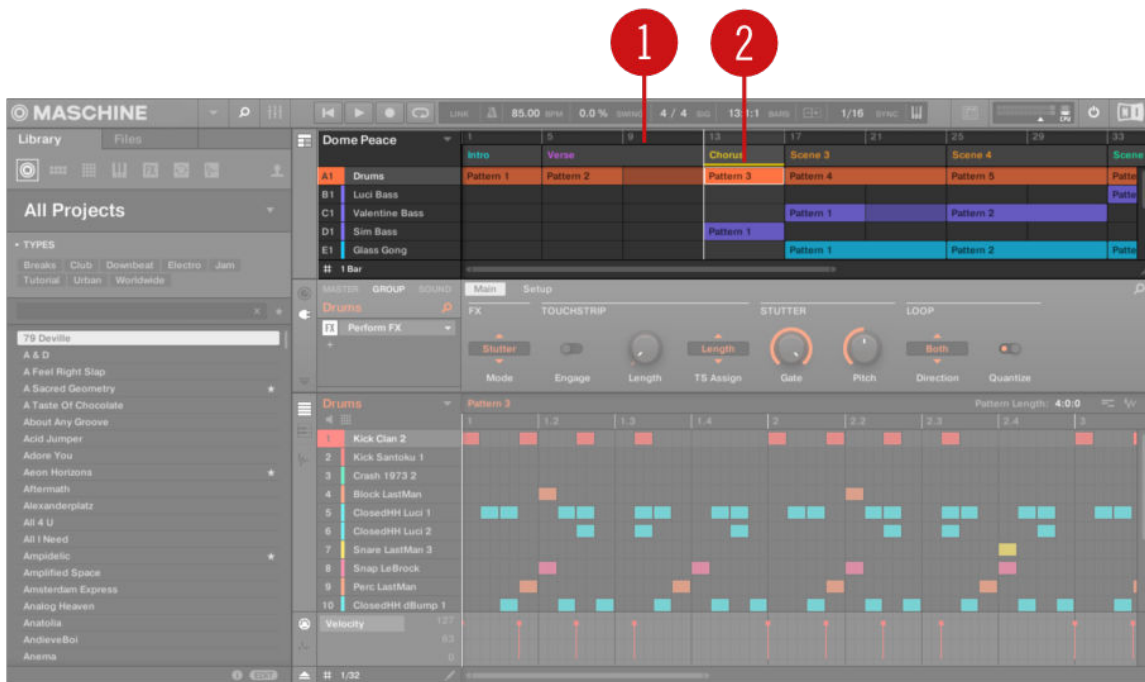 1 2
MASCHINE
LINK 85.00 BPM 0.0% SWING 4 / 4 SIG 13:1:1 BARS 1/16 SYNC
CPU
Library Files
All Projects
TYPES
Breaks Club Downbeat Electro Jam
Tutorial Urban Worldwide
79 Deville
A & D
A Feel Right Slap
A Sacred Geometry
A Taste Of Chocolate
About Any Groove
Acid Jumper
Adore You
Aeon Horizons
Aftermath
Alexanderplatz
All 4 U
All I Need
Ampidelic
Amplified Space
Amsterdam Express
Analog Heaven
Anatolia
AndieveBoi
Anema
EDIT
Dome Peace
1 5 9 13 17 21 25 29 33
Intro Verse Chorus Scene 3 Scene 4 Scene
A1 Drums Pattern 1 Pattern 2 Pattern 3 Pattern 4 Pattern 5 Patte
B1 Luci Bass Patte
C1 Valentine Bass Pattern 1 Pattern 2
D1 Sim Bass Pattern 1
E1 Glass Gong Pattern 1 Pattern 2 Patte
# 1 Bar
MASTER GROUP SOUND Main Setup
Drums FX TOUCHSTRIP STUTTER LOOP
FX Perform FX
+
Stutter Length Both
Mode Engage Length TS Assign Gate Pitch Direction Quantize
Drums Pattern 3 Pattern Length: 4:0:0
1 1.2 1.3 1.4 2 2.2 2.3 2.4 3
1 Kick Clan 2
2 Kick Santoku 1
3 Crash 1973 2
4 Block LastMan
5 ClosedHH Luci 1
6 ClosedHH Luci 2
7 Snare LastMan 3
8 Snap LeBrock
9 Perc LastMan
10 ClosedHH dBump 1
Velocity 127
63
0
# 1/32